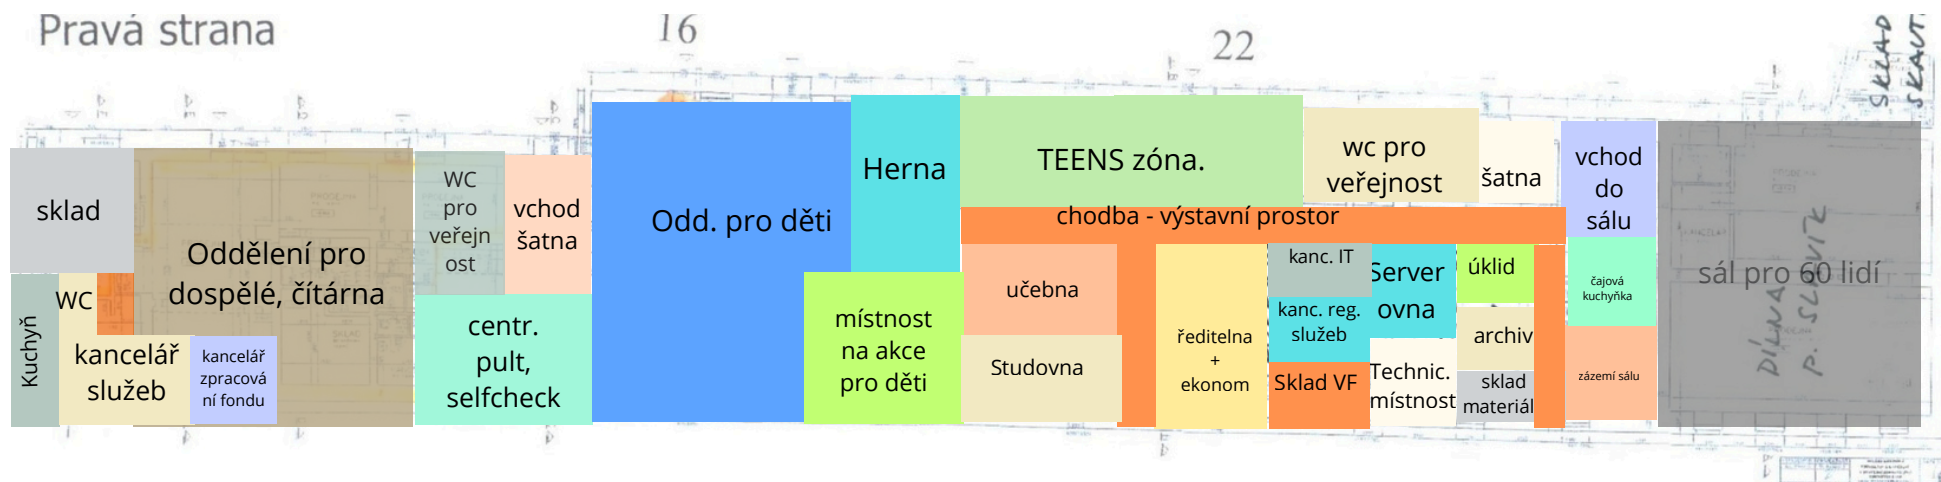 Pravá strana
16
22
SKLAD
SKAUT.
sklad
Oddělení pro
dospělé, čítárna
WC
pro
veřejn
ost
vchod
šatna
Odd. pro děti
Herna
TEENS zóna.
wc pro
veřejnost
šatna
vchod
do
sálu
chodba - výstavní prostor
sál pro 60 lidí
DÍLNA
P. SLAVÍK
Kuchyň
WC
kancelář
služeb
kancelář
zpracová
ní fondu
centr.
pult,
selfcheck
místnost
na akce
pro děti
učebna
Studovna
ředitelna
+
ekonom
kanc. IT
kanc. reg.
služeb
Sklad VF
Server
ovna
Technic.
místnost
úklid
archiv
sklad
materiál
čajová
kuchyňka
zázemí sálu